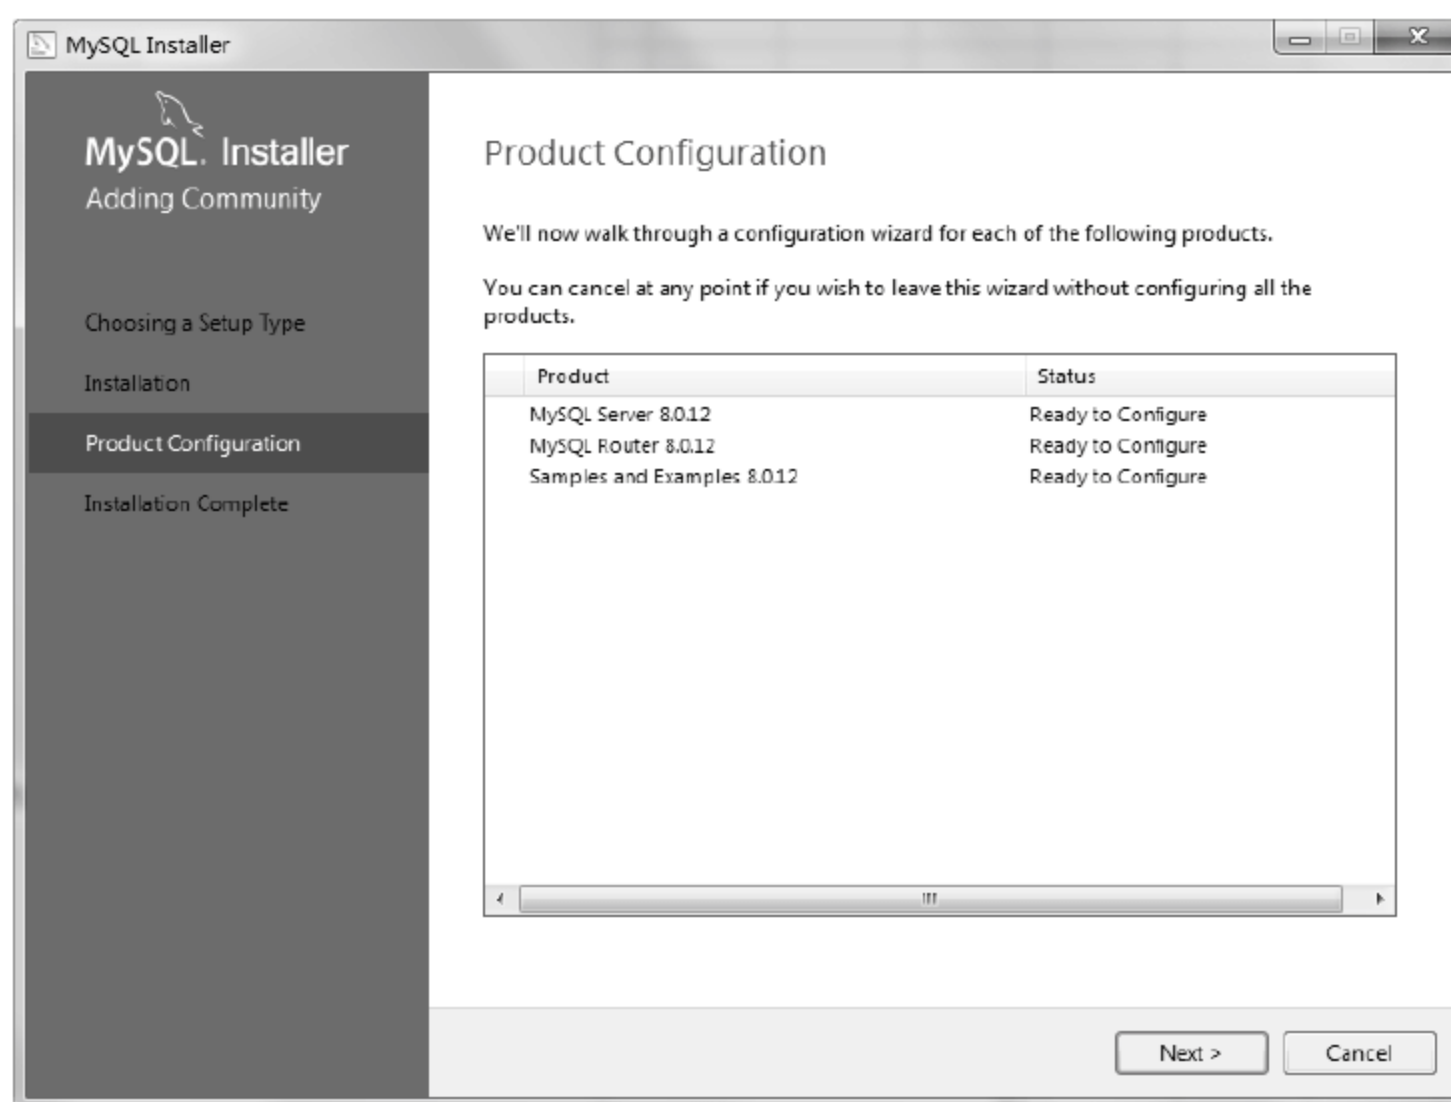 MySQL Installer
MySQL. Installer
Adding Community
Choosing a Setup Type
Installation
Product Configuration
Installation Complete
Product Configuration
We'll now walk through a configuration wizard for each of the following products.
You can cancel at any point if you wish to leave this wizard without configuring all the
products.
Product Status
MySQL Server 8.0.12 Ready to Configure
MySQL Router 8.0.12 Ready to Configure
Samples and Examples 8.0.12 Ready to Configure
Next > Cancel